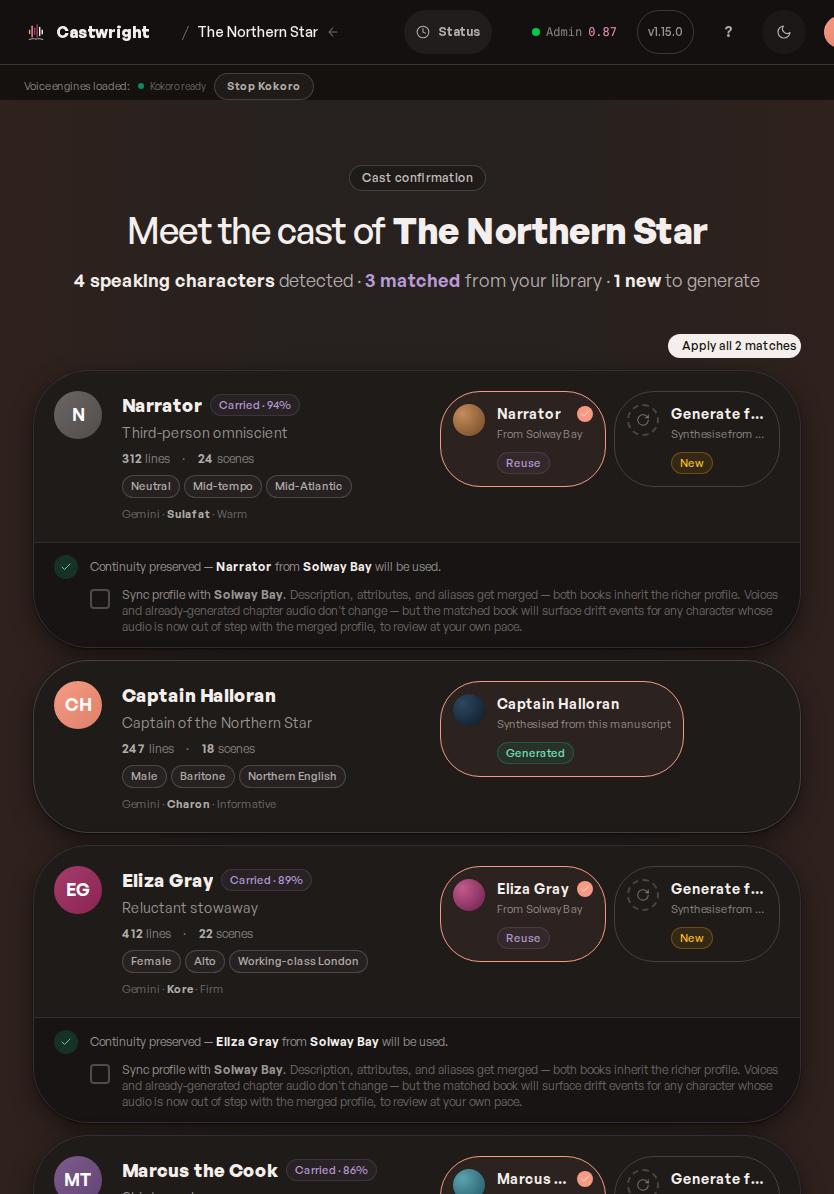 Castwright / The Northern Star ← Status Admin 0.87 v1.15.0 ?
Voice engines loaded: Kokoro ready Stop Kokoro
Cast confirmation
Meet the cast of The Northern Star
4 speaking characters detected · 3 matched from your library · 1 new to generate
Apply all 2 matches
N
Narrator Carried · 94%
Third-person omniscient
312 lines · 24 scenes
Neutral Mid-tempo Mid-Atlantic
Gemini · Sulafat · Warm
Narrator
From Solway Bay
Reuse
Generate f...
Synthesise from ...
New
Continuity preserved — Narrator from Solway Bay will be used.
Sync profile with Solway Bay. Description, attributes, and aliases get merged — both books inherit the richer profile. Voices
and already-generated chapter audio don't change — but the matched book will surface drift events for any character whose
audio is now out of step with the merged profile, to review at your own pace.
CH
Captain Halloran
Captain of the Northern Star
247 lines · 18 scenes
Male Baritone Northern English
Gemini · Charon · Informative
Captain Halloran
Synthesised from this manuscript
Generated
EG
Eliza Gray Carried · 89%
Reluctant stowaway
412 lines · 22 scenes
Female Alto Working-class London
Gemini · Kore · Firm
Eliza Gray
From Solway Bay
Reuse
Generate f...
Synthesise from ...
New
Continuity preserved — Eliza Gray from Solway Bay will be used.
Sync profile with Solway Bay. Description, attributes, and aliases get merged — both books inherit the richer profile. Voices
and already-generated chapter audio don't change — but the matched book will surface drift events for any character whose
audio is now out of step with the merged profile, to review at your own pace.
MT
Marcus the Cook Carried · 86%
Marcus ...
Generate f...